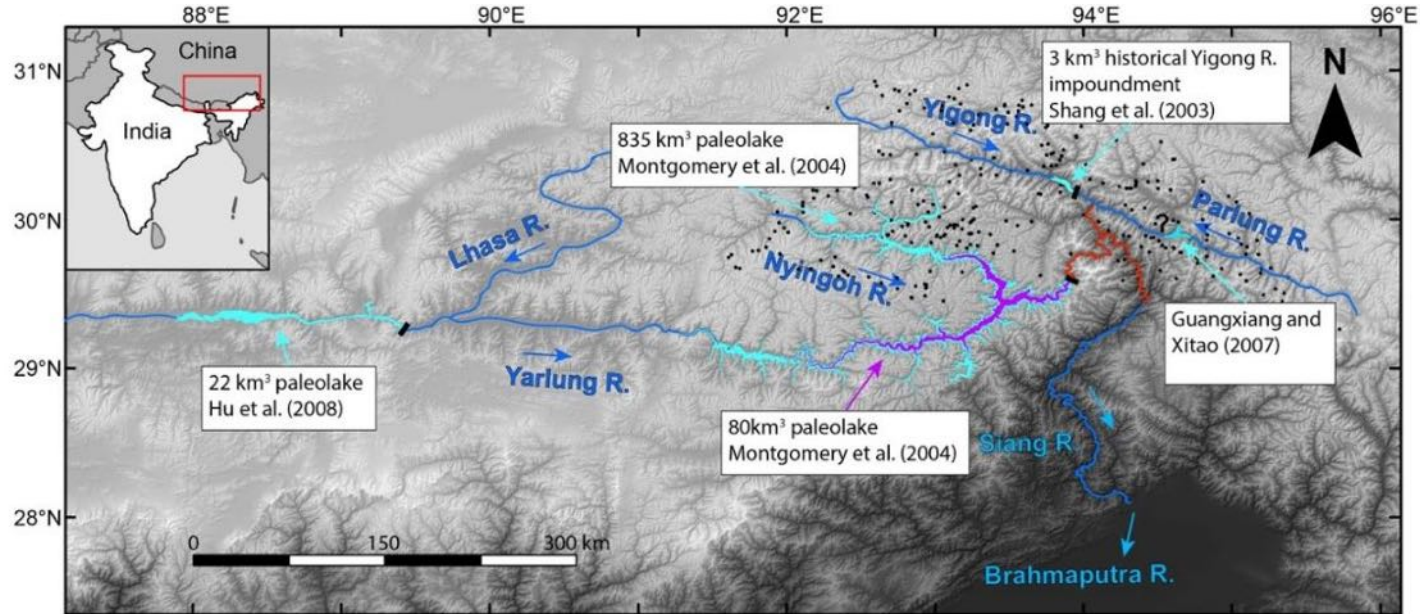 88°E
90°E
92°E
94°E
96°E
31°N
30°N
29°N
28°N
China
India
N
3 km³ historical Yigong R.
impoundment
Shang et al. (2003)
Yigong R.
835 km³ paleolake
Montgomery et al. (2004)
Parlung R.
?
Lhasa R.
Nyingoh R.
Guangxiang and
Xitao (2007)
22 km³ paleolake
Hu et al. (2008)
Yarlung R.
80km³ paleolake
Montgomery et al. (2004)
Siang R
0
150
300 km
Brahmaputra R.